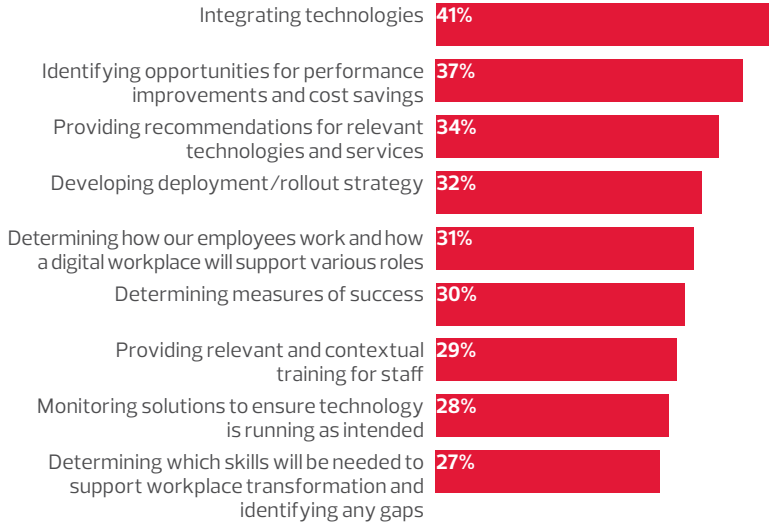 Integrating technologies 41%
Identifying opportunities for performance 37%
improvements and cost savings
Providing recommendations for relevant 34%
technologies and services
Developing deployment/rollout strategy 32%
Determining how our employees work and how 31%
a digital workplace will support various roles
Determining measures of success 30%
Providing relevant and contextual 29%
training for staff
Monitoring solutions to ensure technology 28%
is running as intended
Determining which skills will be needed to 27%
support workplace transformation and
identifying any gaps